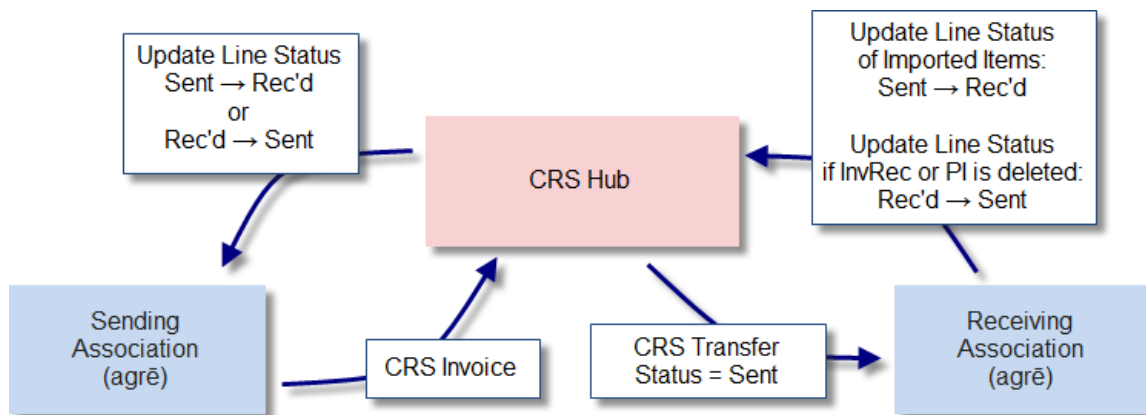 Update Line Status
Sent → Rec'd
or
Rec'd → Sent
Update Line Status
of Imported Items:
Sent → Rec'd
Update Line Status
if InvRec or PI is deleted:
Rec'd → Sent
CRS Hub
Sending
Association
(agrē)
CRS Invoice
CRS Transfer
Status = Sent
Receiving
Association
(agrē)